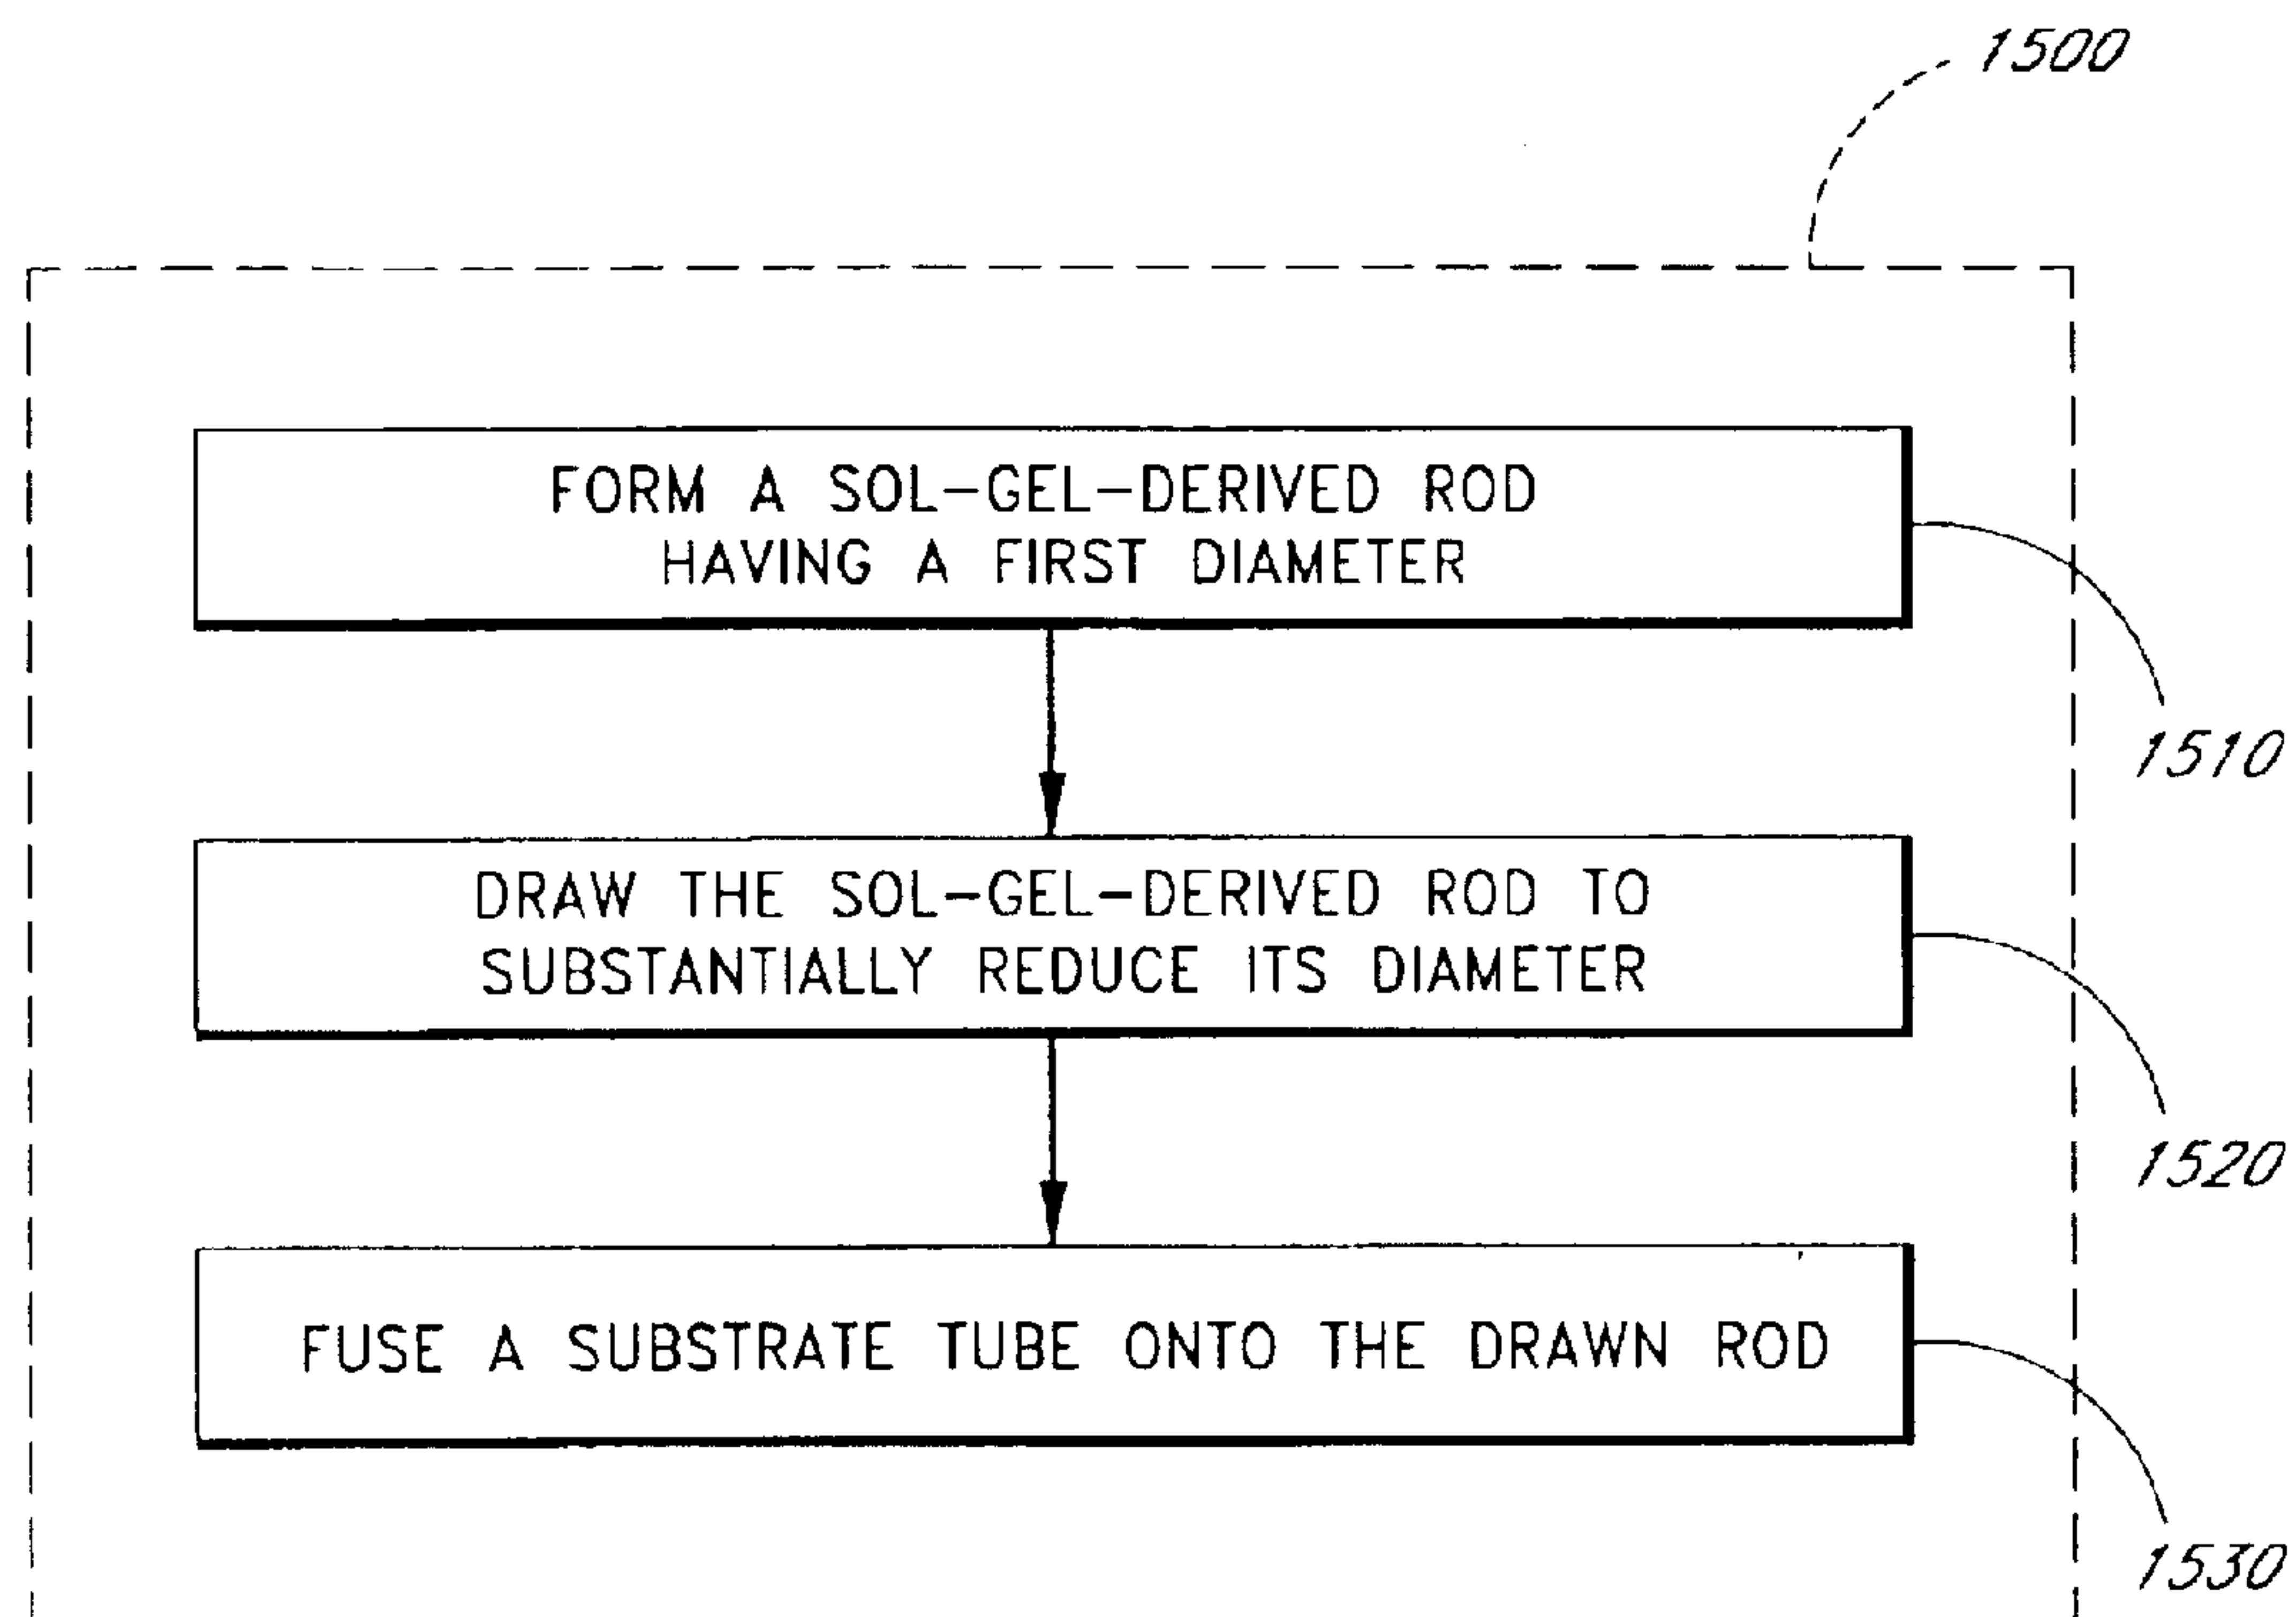 1500
FORM A SOL-GEL-DERIVED ROD
HAVING A FIRST DIAMETER
1510
DRAW THE SOL-GEL-DERIVED ROD TO
SUBSTANTIALLY REDUCE ITS DIAMETER
1520
FUSE A SUBSTRATE TUBE ONTO THE DRAWN ROD
1530